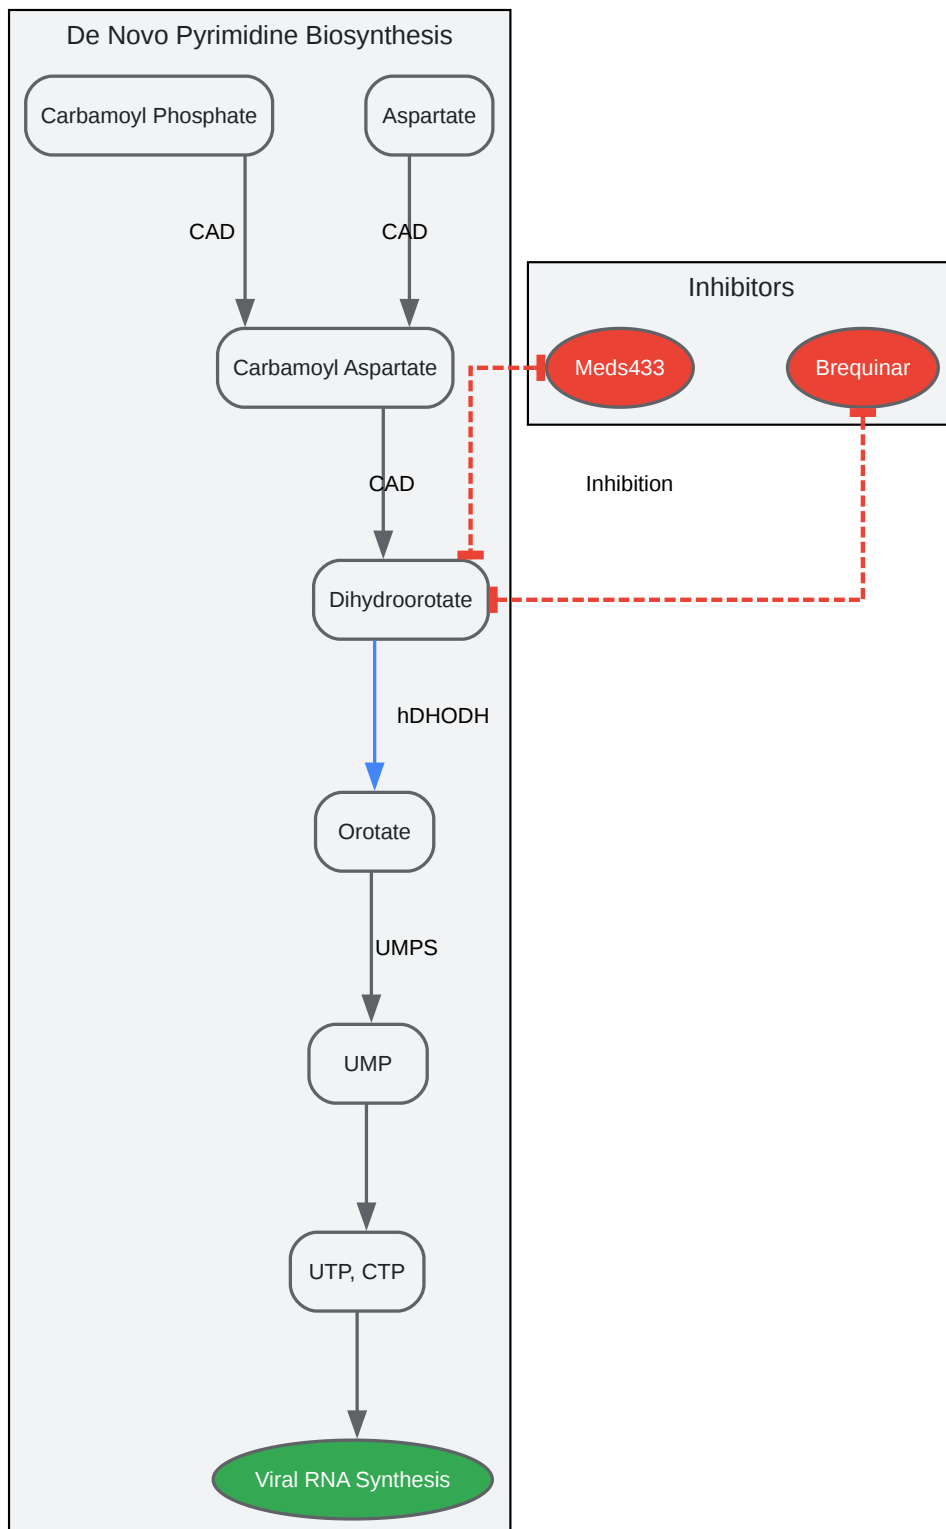 De Novo Pyrimidine Biosynthesis
Carbamoyl Phosphate
Aspartate
CAD
CAD
Inhibitors
Carbamoyl Aspartate
Meds433
Brequinar
CAD
Inhibition
Dihydroorotate
hDHODH
Orotate
UMPS
UMP
UTP, CTP
Viral RNA Synthesis